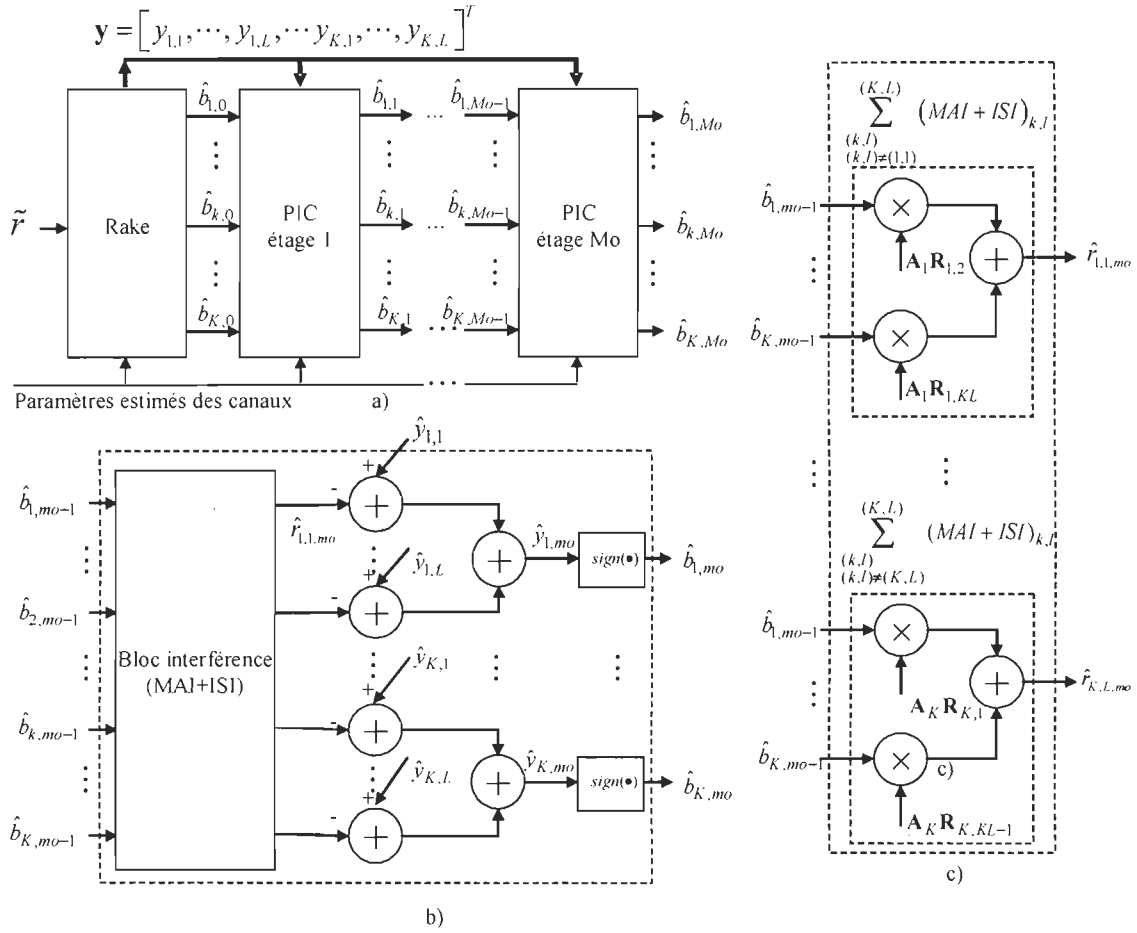 y = [y_{1,1}, ⋯, y_{1,L}, ⋯ y_{K,1}, ⋯, y_{K,L}]^T
r̃
Rake
b̂_{1,0}
b̂_{k,0}
b̂_{K,0}
PIC
étage 1
b̂_{1,1}
b̂_{k,1}
b̂_{K,1}
...
...
...
b̂_{1,Mo−1}
b̂_{k,Mo−1}
b̂_{K,Mo−1}
PIC
étage Mo
b̂_{1,Mo}
b̂_{k,Mo}
b̂_{K,Mo}
Paramètres estimés des canaux
...
a)
b̂_{1,mo−1}
b̂_{2,mo−1}
b̂_{k,mo−1}
b̂_{K,mo−1}
Bloc interférence
(MAI+ISI)
r̂_{1,1,mo}
ŷ_{1,1}
ŷ_{1,L}
ŷ_{K,1}
ŷ_{K,L}
ŷ_{1,mo}
sign(•)
b̂_{1,mo}
ŷ_{K,mo}
sign(•)
b̂_{K,mo}
b)
∑_{(k,l) (k,l)≠(1,1)}^{(K,L)} (MAI + ISI)_{k,l}
b̂_{1,mo−1}
×
A_1 R_{1,2}
+
r̂_{1,1,mo}
b̂_{K,mo−1}
×
A_1 R_{1,KL}
∑_{(k,l) (k,l)≠(K,L)}^{(K,L)} (MAI + ISI)_{k,l}
b̂_{1,mo−1}
×
A_K R_{K,1}
+
r̂_{K,L,mo}
b̂_{K,mo−1}
×
c)
A_K R_{K,KL−1}
c)